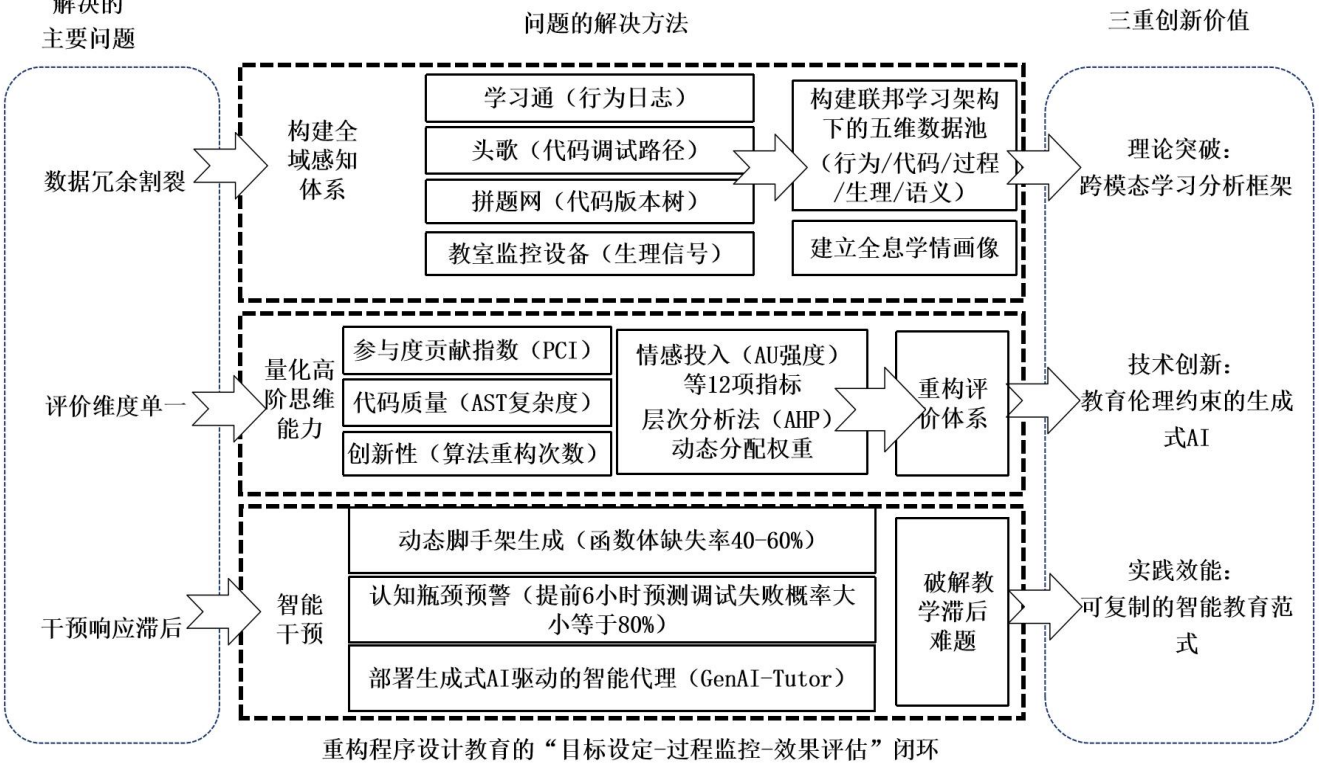 解决的
主要问题
问题的解决方法
三重创新价值
数据冗余割裂
构建全
域感知
体系
学习通（行为日志）
头歌（代码调试路径）
拼题网（代码版本树）
教室监控设备（生理信号）
构建联邦学习架构
下的五维数据池
（行为/代码/过程
/生理/语义）
建立全息学情画像
理论突破：
跨模态学习分析框架
评价维度单一
量化高
阶思维
能力
参与度贡献指数（PCI）
代码质量（AST复杂度）
创新性（算法重构次数）
情感投入（AU强度）
等12项指标
层次分析法（AHP）
动态分配权重
重构评
价体系
技术创新：
教育伦理约束的生成
式AI
干预响应滞后
智能
干预
动态脚手架生成（函数体缺失率40-60%）
认知瓶颈预警（提前6小时预测调试失败概率大
小等于80%）
部署生成式AI驱动的智能代理（GenAI-Tutor）
破解教
学滞后
难题
实践效能：
可复制的智能教育范
式
重构程序设计教育的“目标设定-过程监控-效果评估”闭环